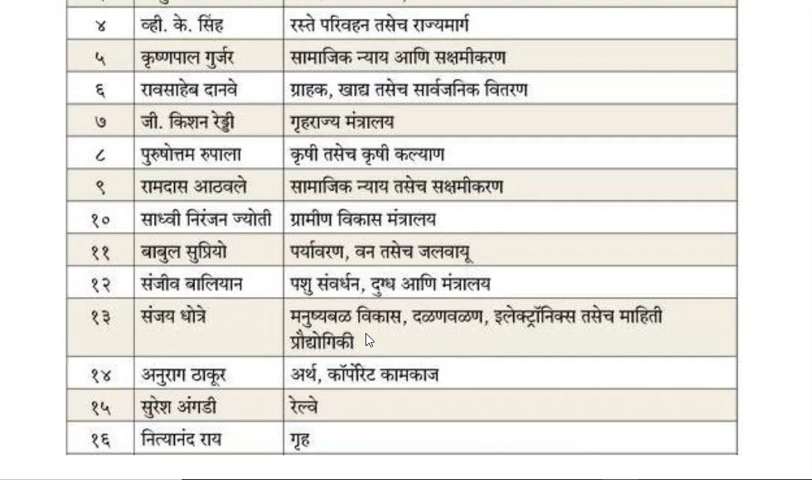 ४ व्ही. के. सिंह रस्ते परिवहन तसेच राज्यमार्ग
५ कृष्णपाल गुर्जर सामाजिक न्याय आणि सक्षमीकरण
६ रावसाहेब दानवे ग्राहक, खाद्य तसेच सार्वजनिक वितरण
७ जी. किशन रेड्डी गृहराज्य मंत्रालय
८ पुरुषोत्तम रुपाला कृषी तसेच कृषी कल्याण
९ रामदास आठवले सामाजिक न्याय तसेच सक्षमीकरण
१० साध्वी निरंजन ज्योती ग्रामीण विकास मंत्रालय
११ बाबुल सुप्रियो पर्यावरण, वन तसेच जलवायू
१२ संजीव बालियान पशु संवर्धन, दुग्ध आणि मंत्रालय
१३ संजय धोत्रे मनुष्यबळ विकास, दळणवळण, इलेक्ट्रॉनिक्स तसेच माहिती
प्रौद्योगिकी
१४ अनुराग ठाकूर अर्थ, कॉर्पोरेट कामकाज
१५ सुरेश अंगडी रेल्वे
१६ नित्यानंद राय गृह